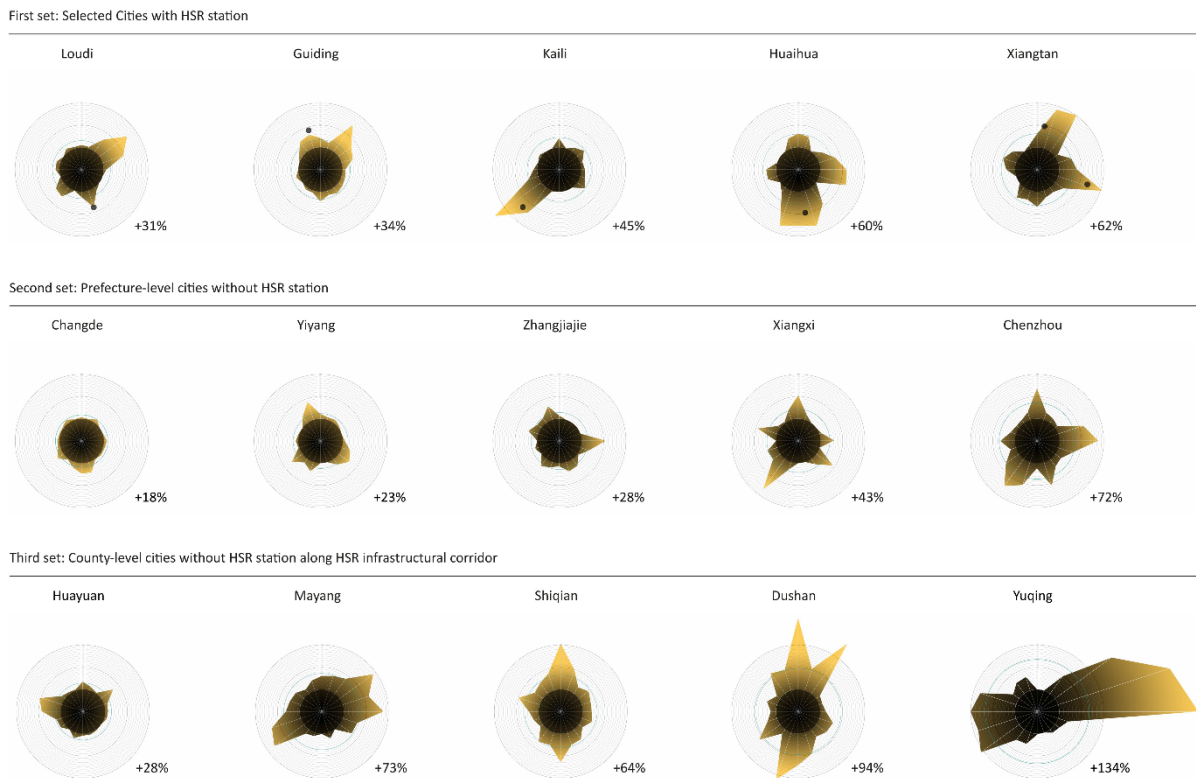 First set: Selected Cities with HSR station
Loudi Guiding Kaili Huaihua Xiangtan
+31% +34% +45% +60% +62%
Second set: Prefecture-level cities without HSR station
Changde Yiyang Zhangjiajie Xiangxi Chenzhou
+18% +23% +28% +43% +72%
Third set: County-level cities without HSR station along HSR infrastructural corridor
Huayuan Mayang Shiqian Dushan Yuqing
+28% +73% +64% +94% +134%